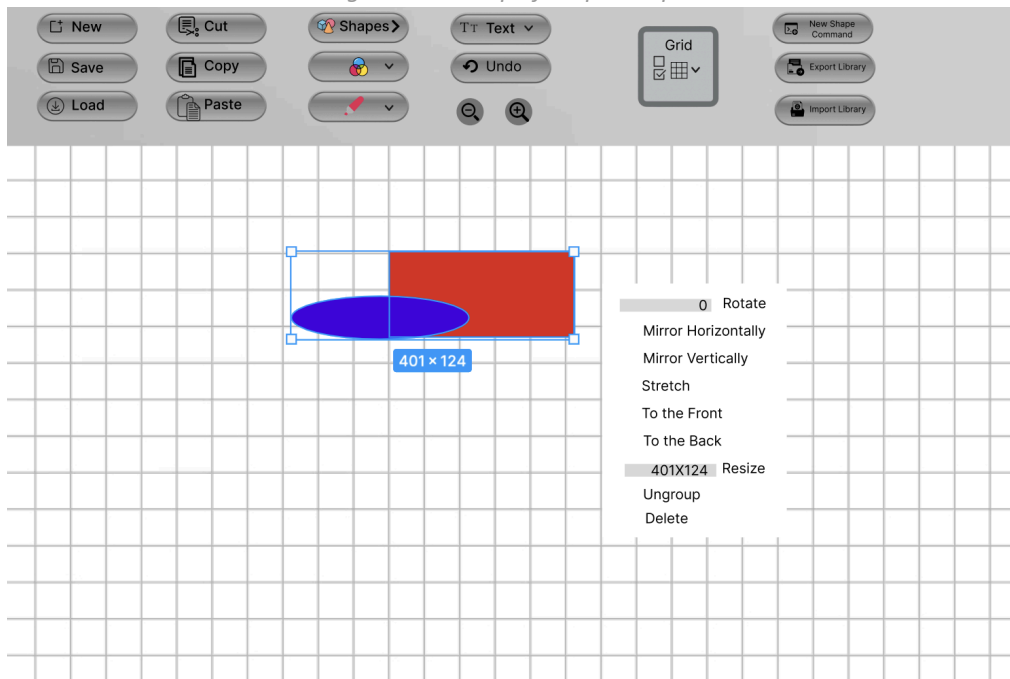 New
Cut
Shapes
Tt Text
Save
Copy
Undo
Load
Paste
Grid
New Shape
Command
Export Library
Import Library
401 × 124
0 Rotate
Mirror Horizontally
Mirror Vertically
Stretch
To the Front
To the Back
401X124 Resize
Ungroup
Delete